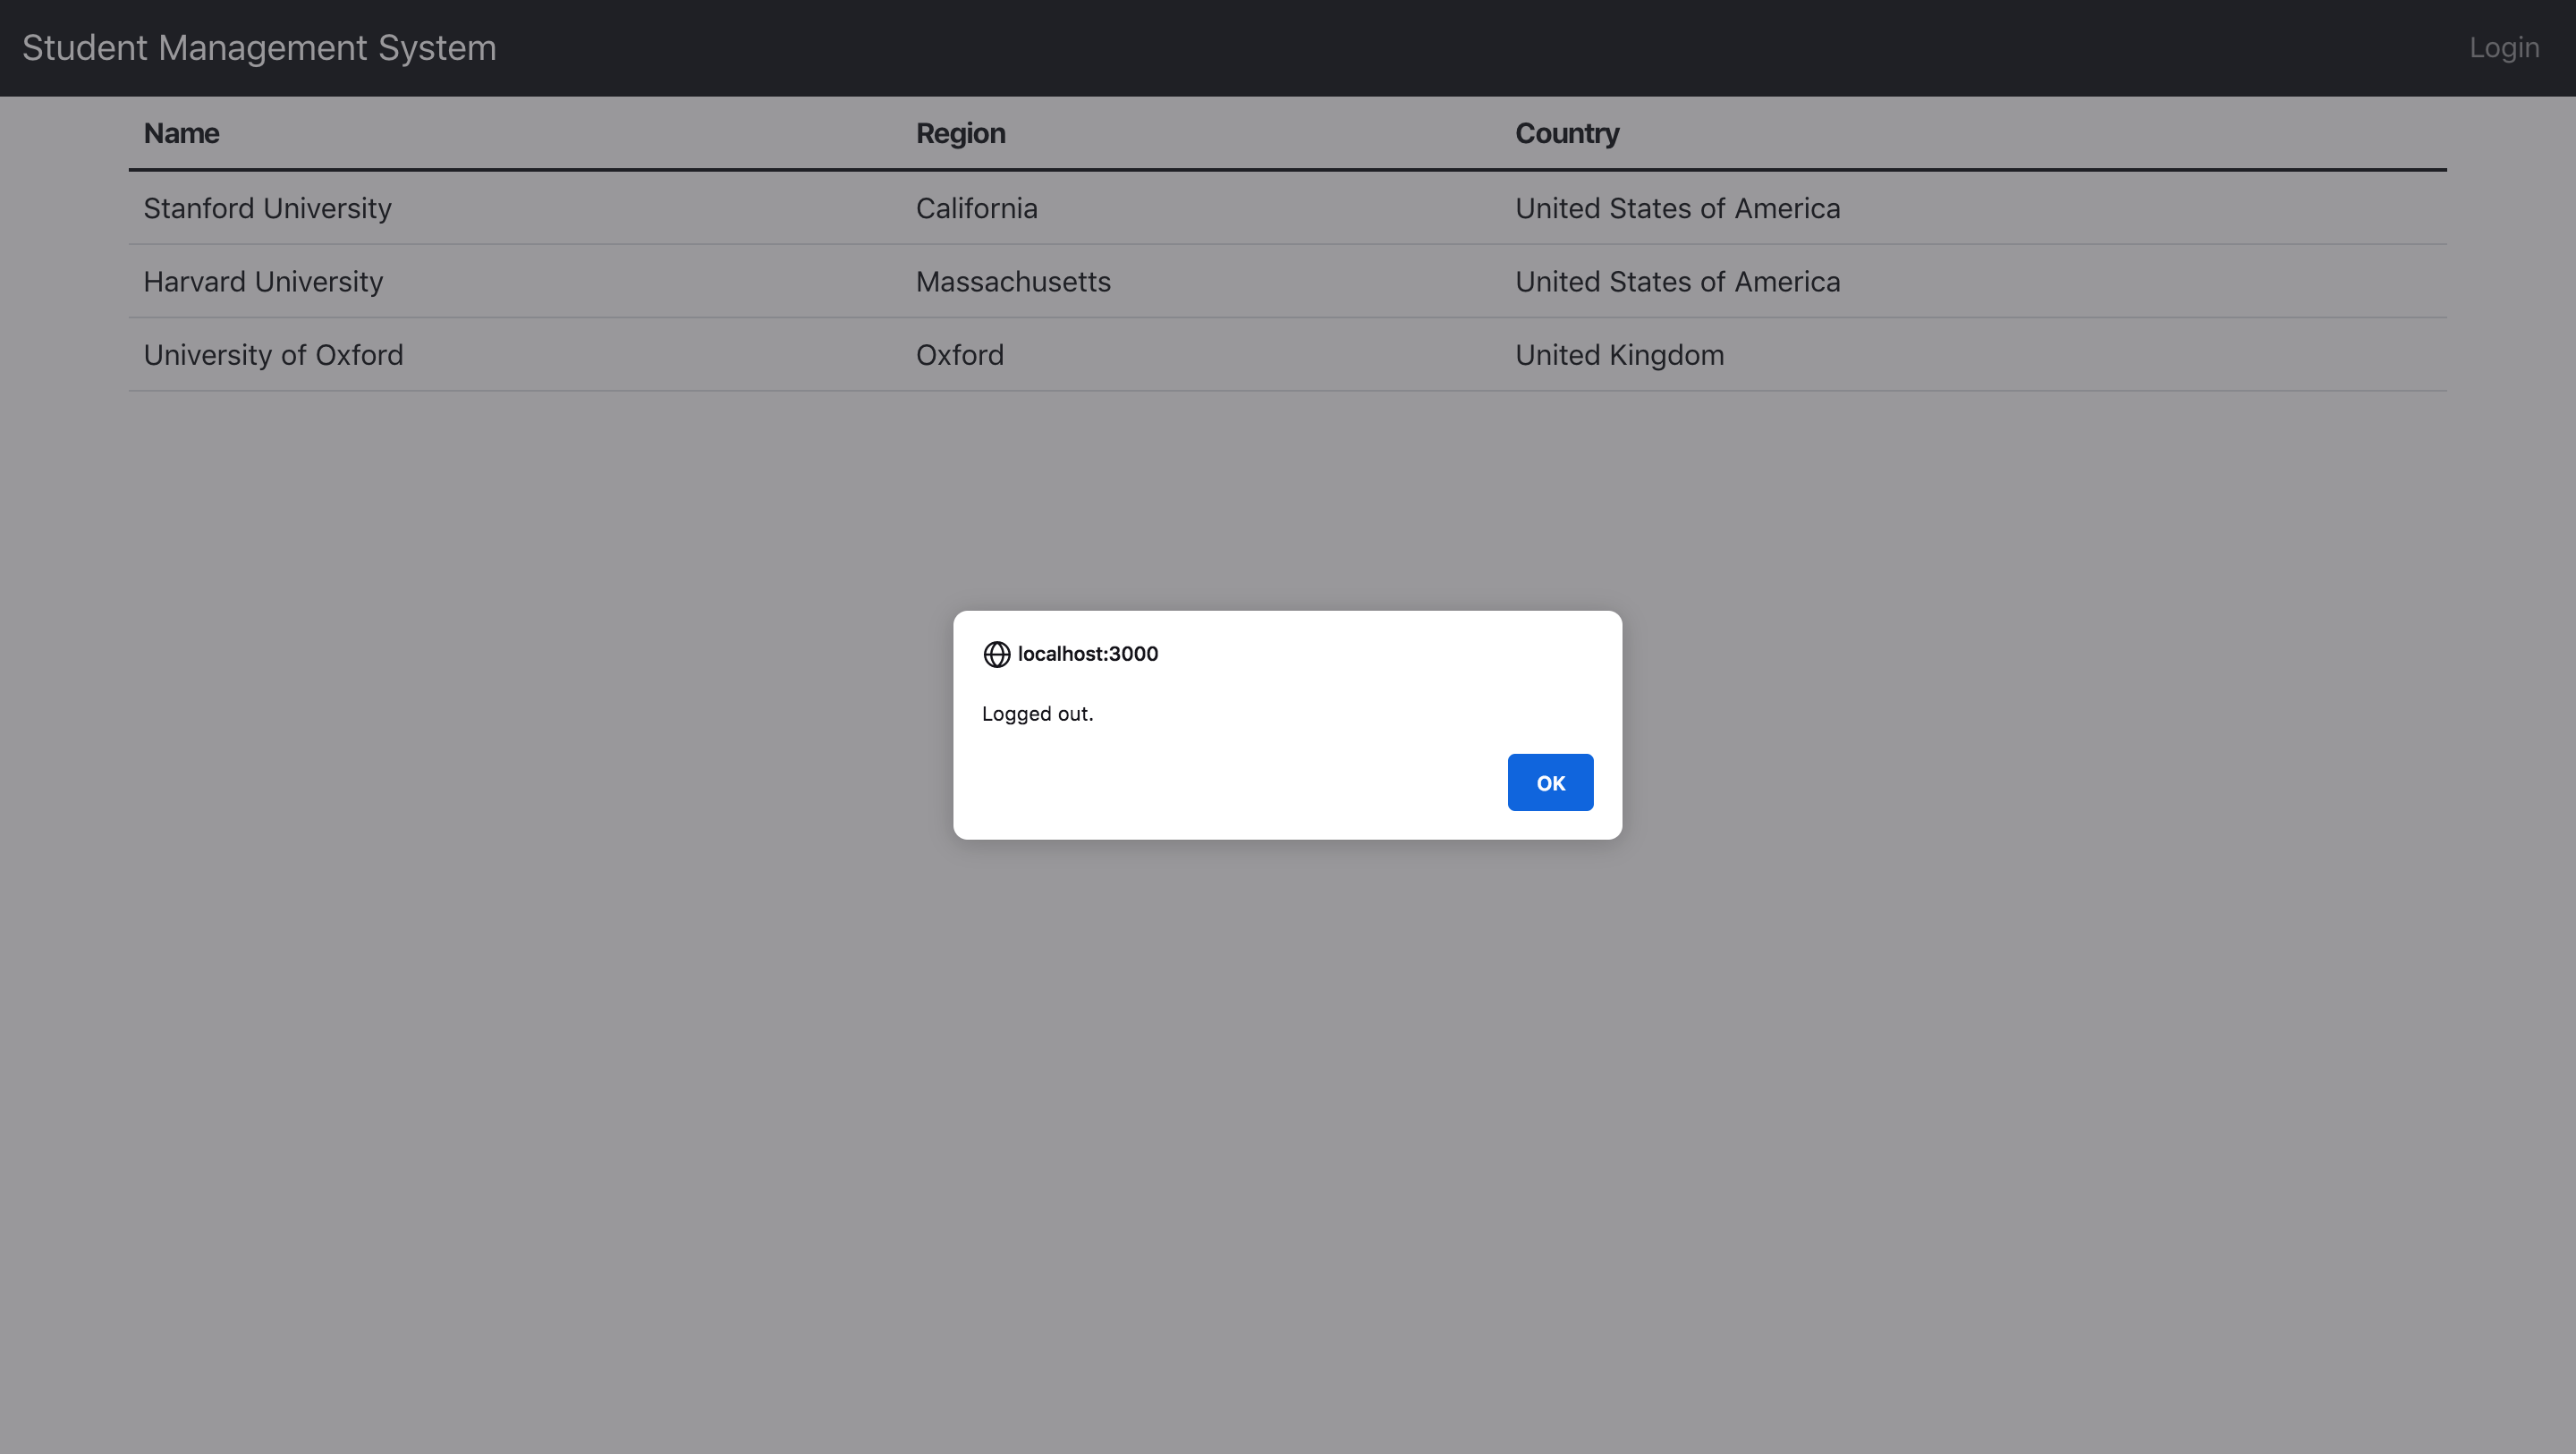 Student Management System Login
Name Region Country
Stanford University California United States of America
Harvard University Massachusetts United States of America
University of Oxford Oxford United Kingdom
localhost:3000
Logged out.
OK